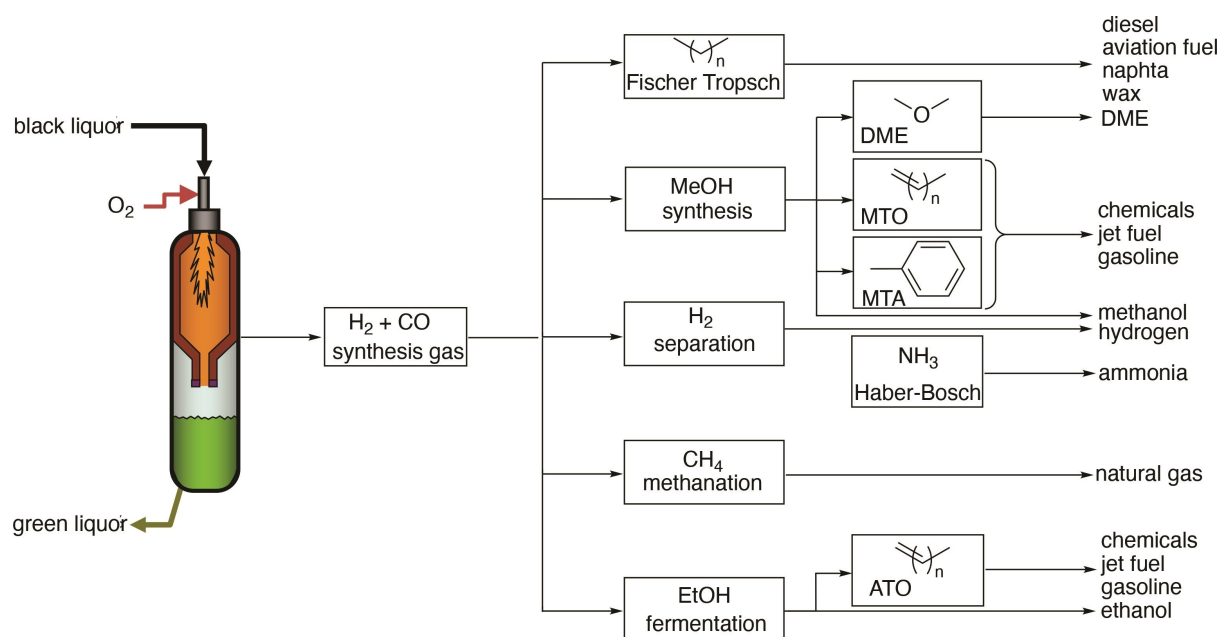 black liquor
O2
green liquor
H2 + CO
synthesis gas
n
Fischer Tropsch
MeOH
synthesis
H2
separation
CH4
methanation
EtOH
fermentation
O
DME
n
MTO
MTA
NH3
Haber-Bosch
n
ATO
diesel
aviation fuel
naphta
wax
DME
chemicals
jet fuel
gasoline
methanol
hydrogen
ammonia
natural gas
chemicals
jet fuel
gasoline
ethanol